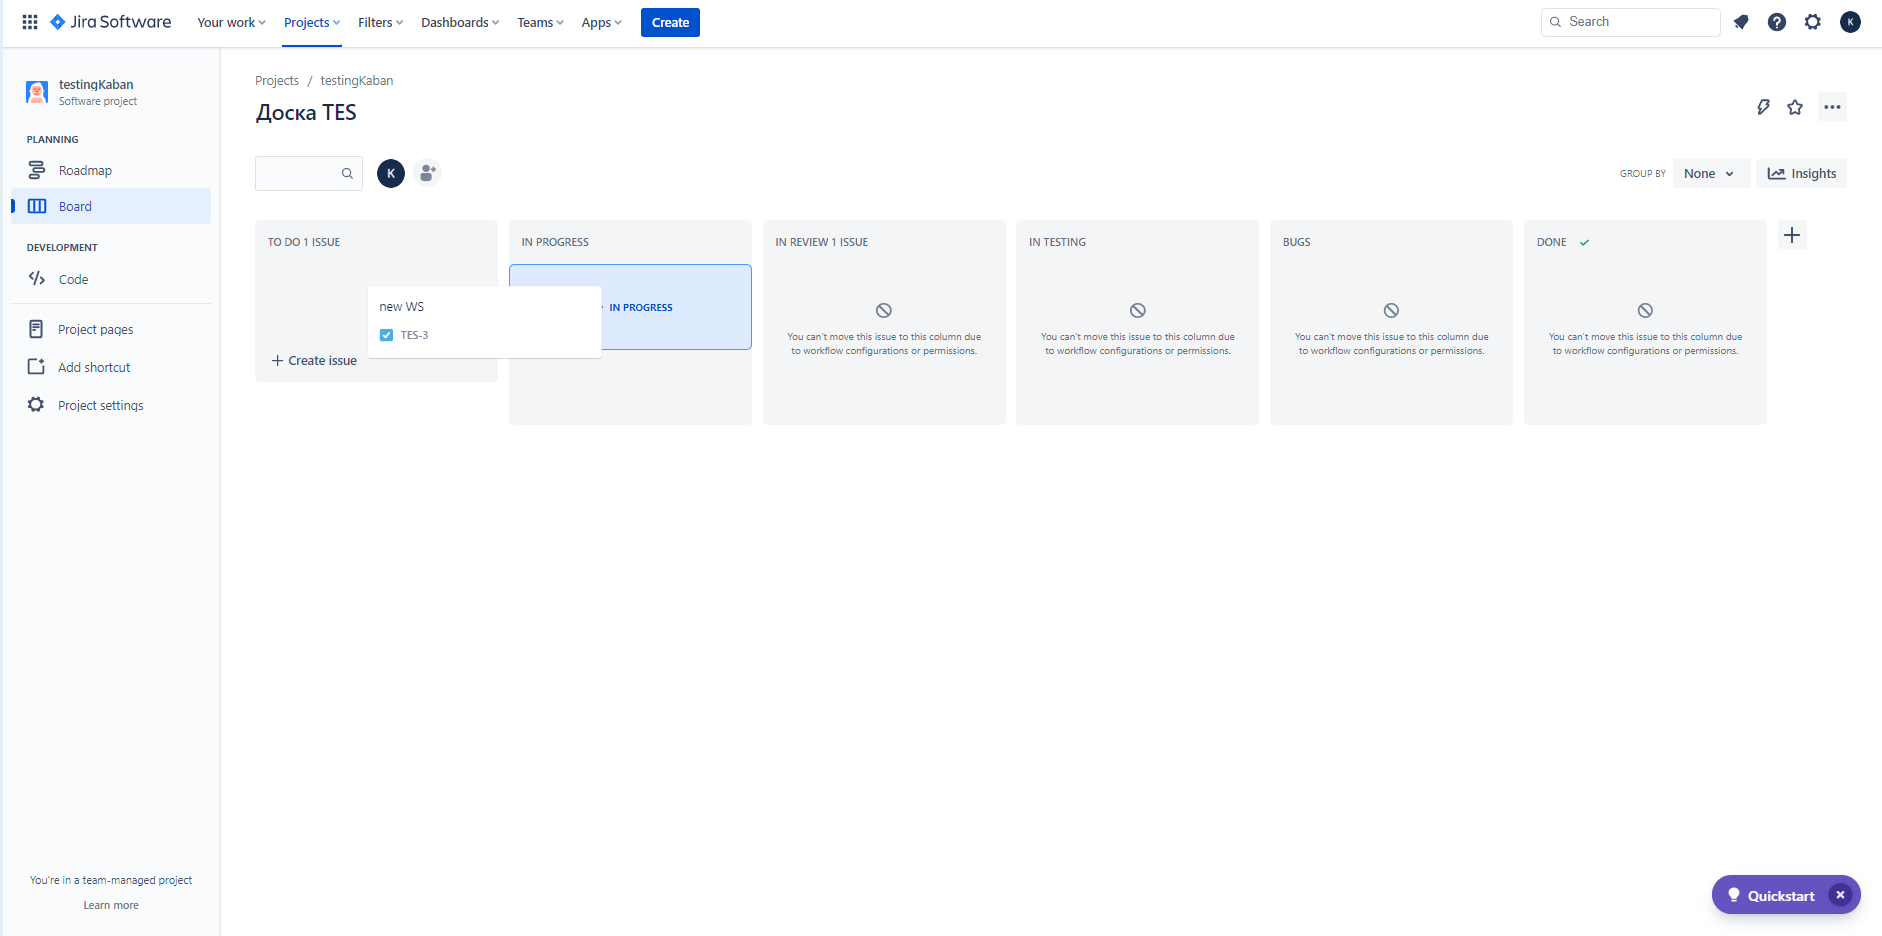 Jira Software
Your work
Projects
Filters
Dashboards
Teams
Apps
Create
Search
K
testingKaban
Software project
PLANNING
Roadmap
Board
DEVELOPMENT
Code
Project pages
Add shortcut
Project settings
You're in a team-managed project
Learn more
Projects / testingKaban
Доска TES
K
GROUP BY
None
Insights
TO DO 1 ISSUE
new WS
TES-3
Create issue
IN PROGRESS
IN PROGRESS
IN REVIEW 1 ISSUE
You can't move this issue to this column due
to workflow configurations or permissions.
IN TESTING
You can't move this issue to this column due
to workflow configurations or permissions.
BUGS
You can't move this issue to this column due
to workflow configurations or permissions.
DONE
You can't move this issue to this column due
to workflow configurations or permissions.
Quickstart